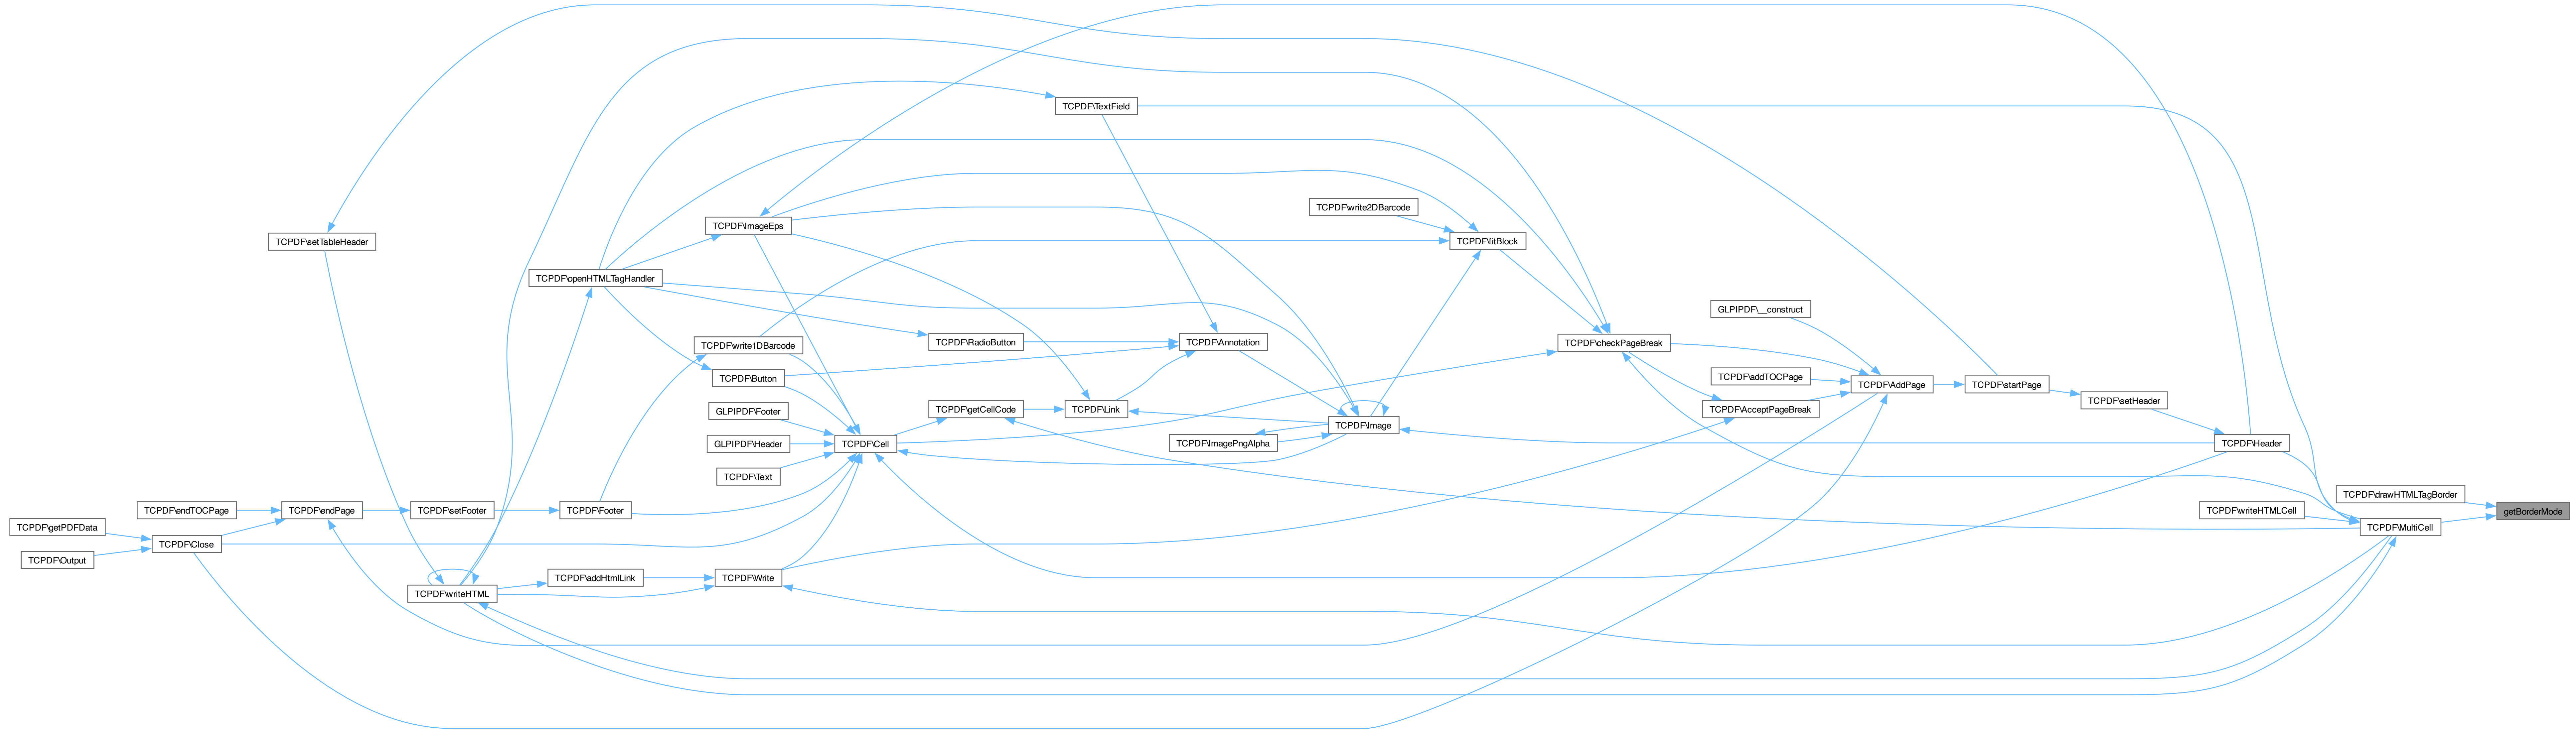 TCPDF\TextField
TCPDF\write2DBarcode
TCPDF\ImageEps
TCPDF\setTableHeader
TCPDF\fitBlock
TCPDF\openHTMLTagHandler
GLPIPDF\__construct
TCPDF\write1DBarcode
TCPDF\RadioButton
TCPDF\Annotation
TCPDF\checkPageBreak
TCPDF\Button
TCPDF\addTOCPage
TCPDF\AddPage
TCPDF\startPage
TCPDF\setHeader
GLPIPDF\Footer
TCPDF\getCellCode
TCPDF\Link
TCPDF\AcceptPageBreak
TCPDF\Image
GLPIPDF\Header
TCPDF\Cell
TCPDF\ImagePngAlpha
TCPDF\Header
TCPDF\Text
TCPDF\drawHTMLTagBorder
TCPDF\endTOCPage
TCPDF\endPage
TCPDF\setFooter
TCPDF\Footer
TCPDF\writeHTMLCell
getBorderMode
TCPDF\getPDFData
TCPDF\MultiCell
TCPDF\Close
TCPDF\Output
TCPDF\addHtmlLink
TCPDF\Write
TCPDF\writeHTML